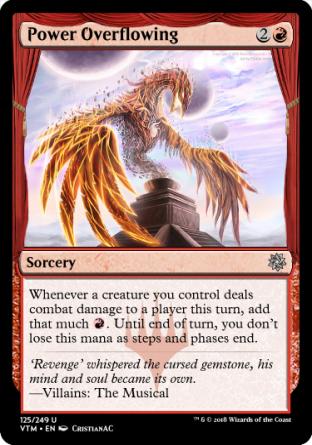 Power Overflowing 2
Sorcery
Whenever a creature you control deals
combat damage to a player this turn, add
that much. Until end of turn, you don't
lose this mana as steps and phases end.
‘Revenge’ whispered the cursed gemstone, his
mind and soul became its own.
—Villains: The Musical
125/249 U
VTM • EN CRISTIANAC
™ & © 2018 Wizards of the Coast